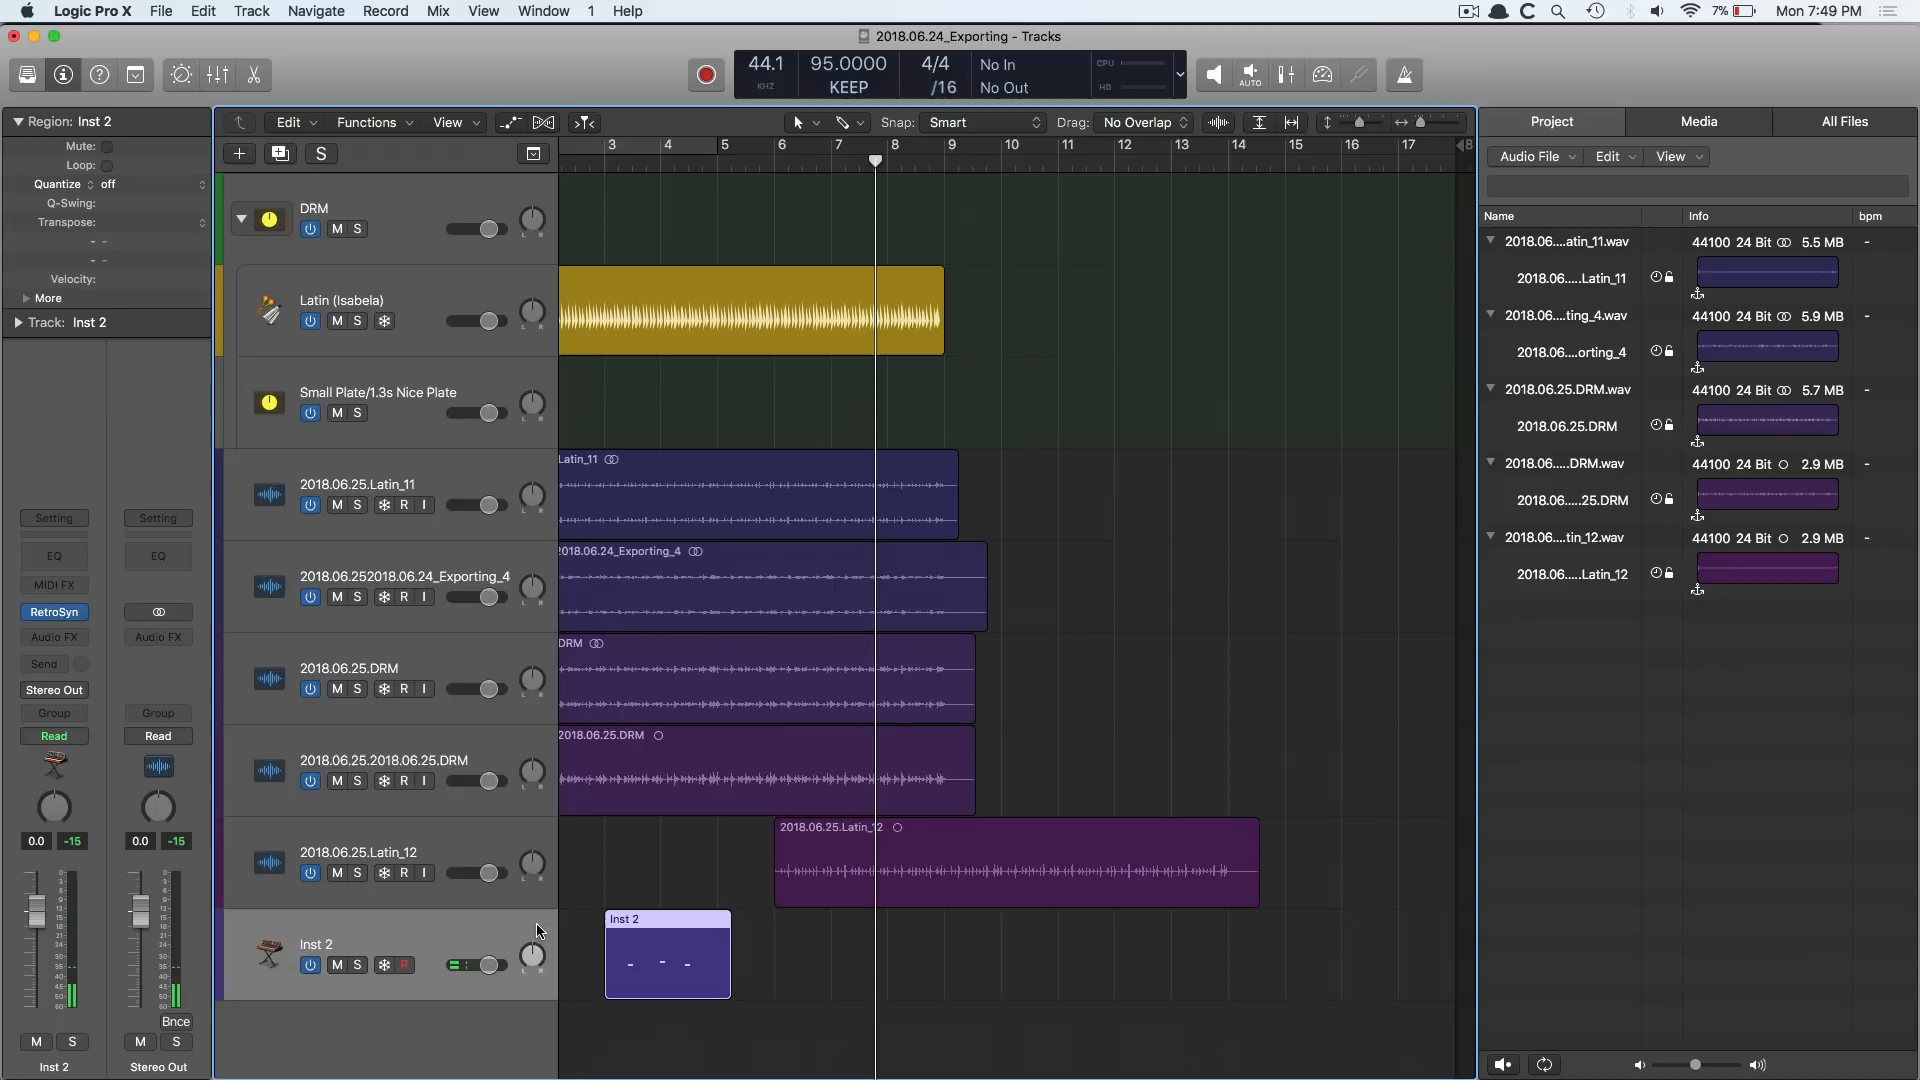 Logic Pro X File Edit Track Navigate Record Mix View Window 1 Help
7% Mon 7:49 PM
2018.06.24_Exporting - Tracks
44.1 95.0000 4/4 No In CPU
KHZ KEEP /16 No Out HD
AUTO
Region: Inst 2
Mute:
Loop:
Quantize off
Q-Swing:
Transpose:
- -
- -
Velocity:
More
Track: Inst 2
Edit Functions View Snap: Smart Drag: No Overlap
S
3 4 5 6 7 8 9 10 11 12 13 14 15 16 17
Project Media All Files
Audio File Edit View
Name Info bpm
DRM
M S
L R
Latin (Isabela)
M S
L R
Small Plate/1.3s Nice Plate
M S
L R
2018.06.25.Latin_11
M S R I
L R
2018.06.252018.06.24_Exporting_4
M S R I
L R
2018.06.25.DRM
M S R I
L R
2018.06.25.2018.06.25.DRM
M S R I
L R
2018.06.25.Latin_12
M S R I
L R
Inst 2
M S R
L R
Latin_11
2018.06.24_Exporting_4
DRM
2018.06.25.DRM
2018.06.25.Latin_12
Inst 2
2018.06....atin_11.wav 44100 24 Bit 5.5 MB -
2018.06.....Latin_11
2018.06....ting_4.wav 44100 24 Bit 5.9 MB -
2018.06....orting_4
2018.06.25.DRM.wav 44100 24 Bit 5.7 MB -
2018.06.25.DRM
2018.06.....DRM.wav 44100 24 Bit 2.9 MB -
2018.06.....25.DRM
2018.06....tin_12.wav 44100 24 Bit 2.9 MB -
2018.06.....Latin_12
Setting Setting
EQ EQ
MIDI FX
RetroSyn
Audio FX Audio FX
Send
Stereo Out
Group Group
Read Read
0.0 -15 0.0 -15
Bnce
M S M S
Inst 2 Stereo Out